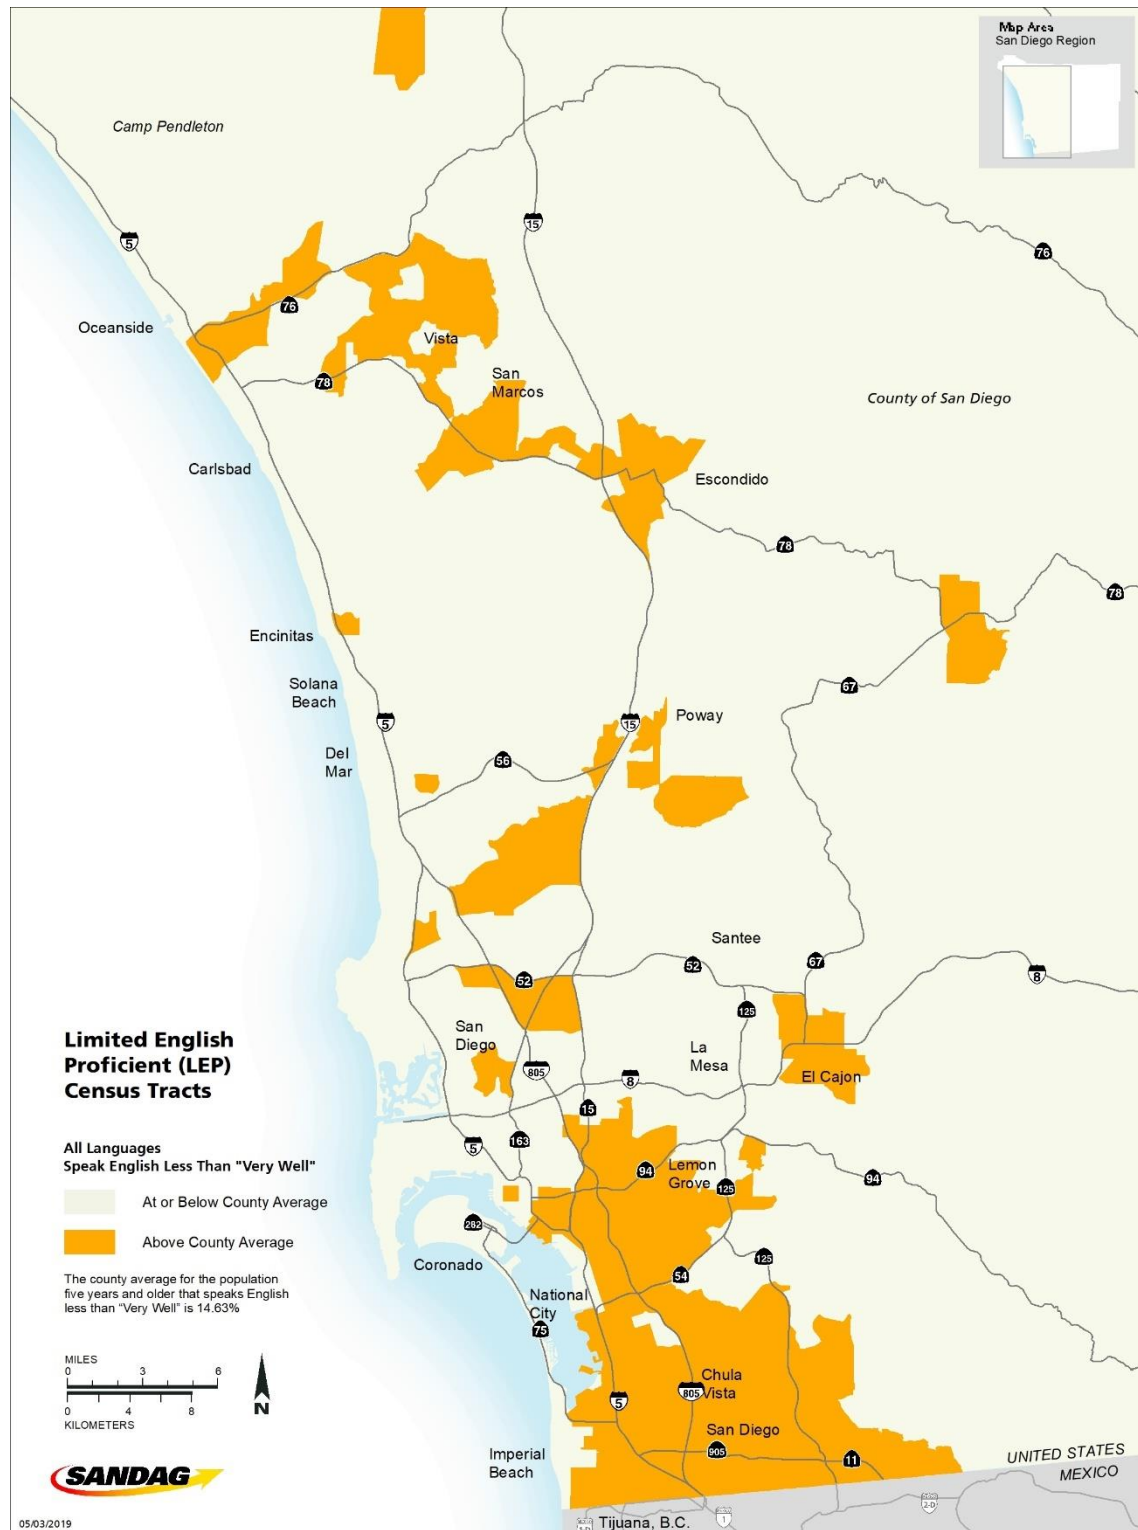 Map Area
San Diego Region
Camp Pendleton
15
5
76
76
Oceanside
Vista
78
San
Marcos
County of San Diego
Carlsbad
Escondido
78
78
Encinitas
67
Solana
Beach
5
15
Poway
Del
Mar
56
Santee
52
67
52
8
125
San
Diego
La
Mesa
805
8
El Cajon
15
163
5
94
Lemon
Grove
125
94
282
125
Coronado
54
National
City
75
Chula
Vista
805
5
San Diego
905
11
Imperial
Beach
UNITED STATES
MEXICO
Tijuana, B.C.
1
2-D
Limited English
Proficient (LEP)
Census Tracts
All Languages
Speak English Less Than "Very Well"
At or Below County Average
Above County Average
The county average for the population
five years and older that speaks English
less than “Very Well” is 14.63%
MILES
0 3 6
0 4 8
KILOMETERS
N
SANDAG
05/03/2019